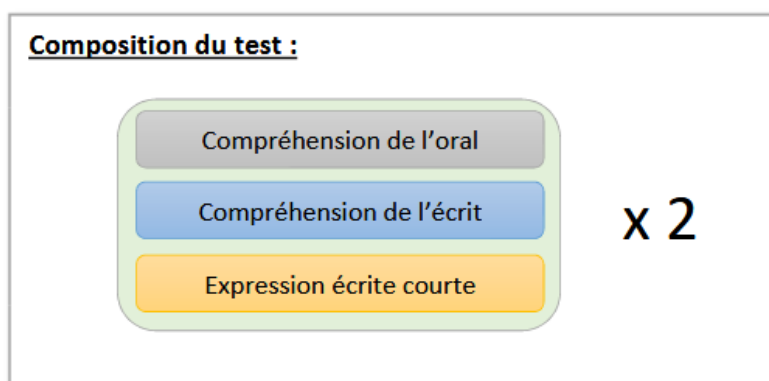 Composition du test :
Compréhension de l’oral
Compréhension de l’écrit
Expression écrite courte
x 2